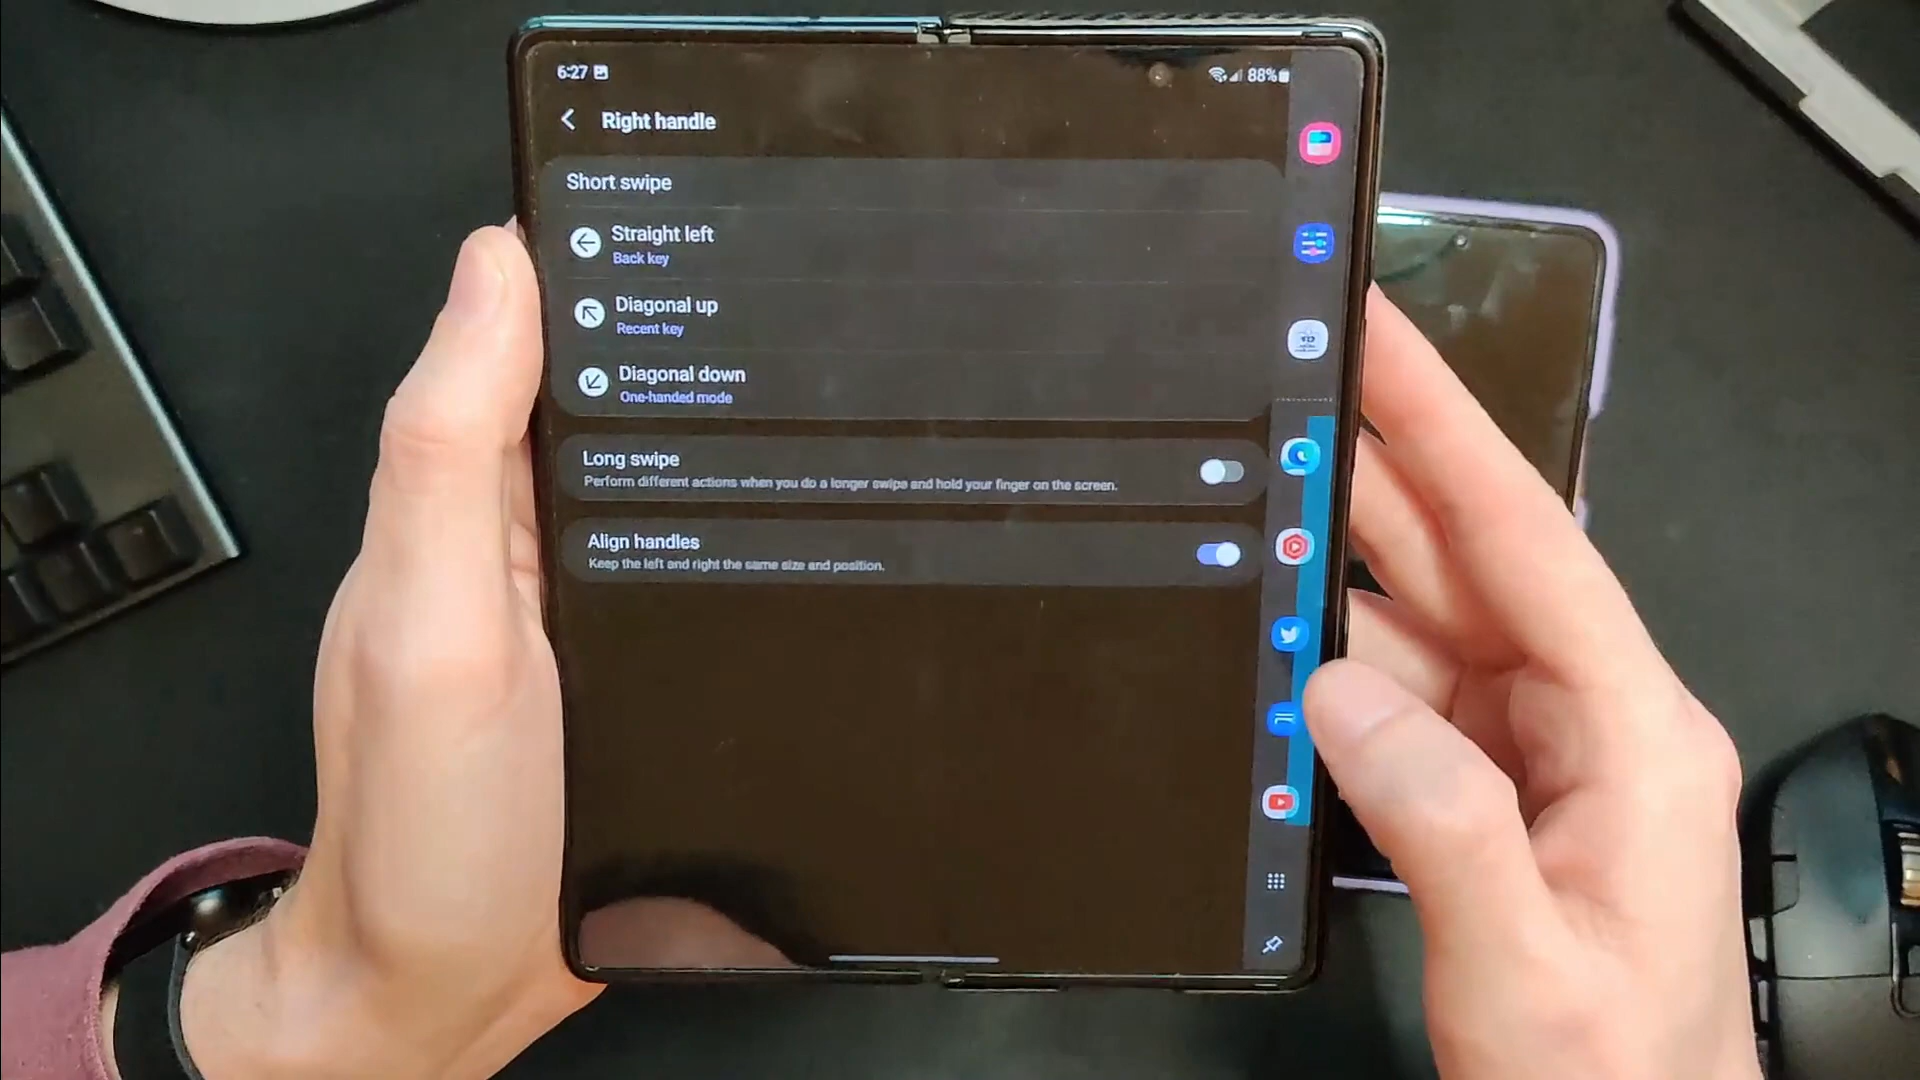 6:27
88%
Right handle
Short swipe
Straight left
Back key
Diagonal up
Recent key
Diagonal down
One-handed mode
Long swipe
Perform different actions when you do a longer swipe and hold your finger on the screen.
Align handles
Keep the left and right the same size and position.